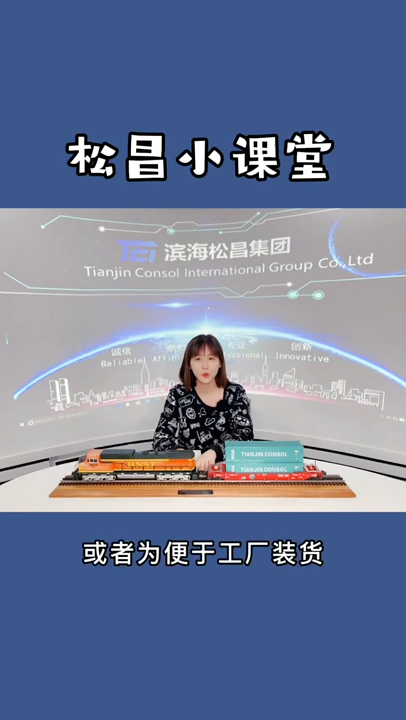 松昌小课堂
TCI 滨海松昌集团
Tianjin Consol International Group Co., Ltd
诚信
创新
Reliable
Innovative
TIANJIN CONSOL
TIANJIN CONSOL
或者为便于工厂装货